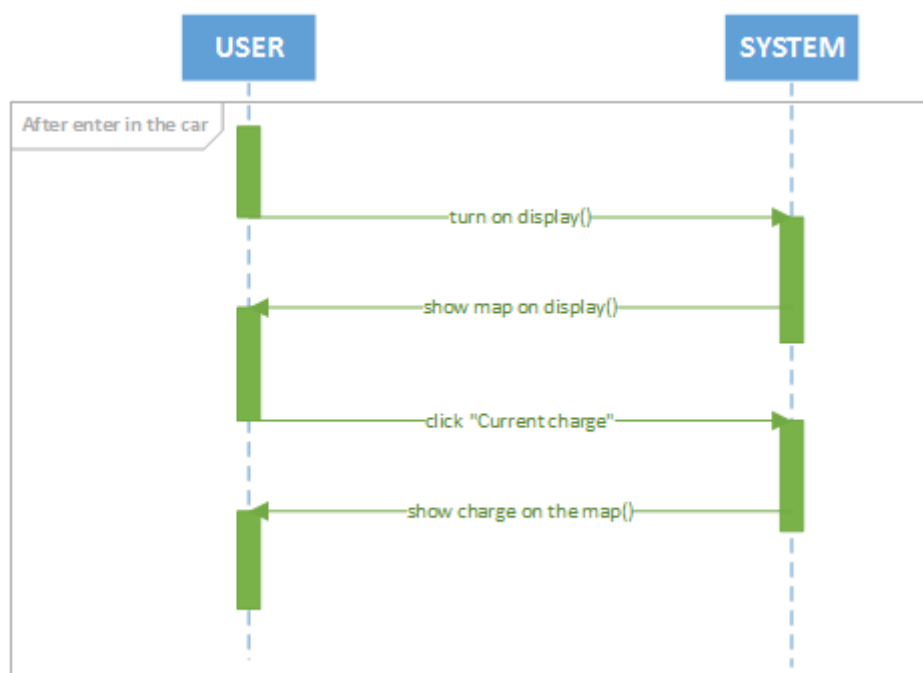 USER
SYSTEM
After enter in the car
turn on display()
show map on display()
click "Current charge"
show charge on the map()